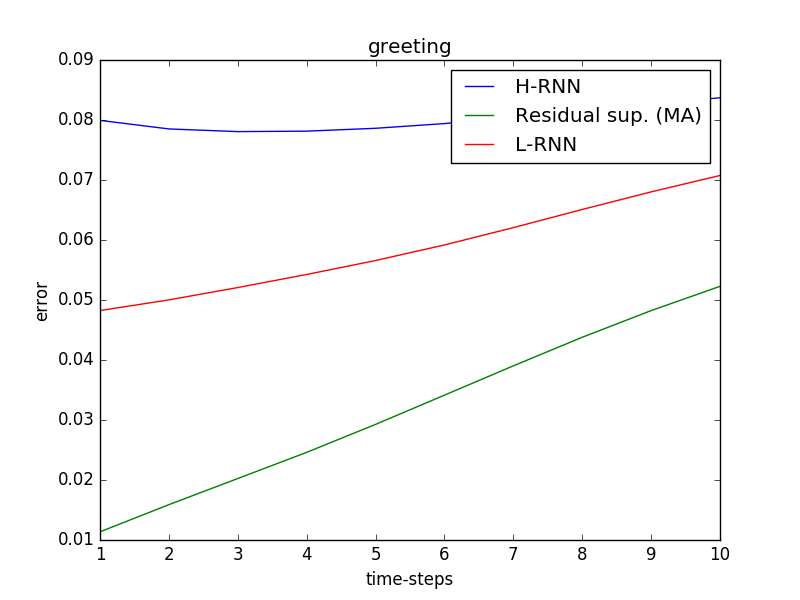 greeting
0.09
0.08
0.07
0.06
0.05
0.04
0.03
0.02
0.01
error
H-RNN
Residual sup. (MA)
L-RNN
1 2 3 4 5 6 7 8 9 10
time-steps